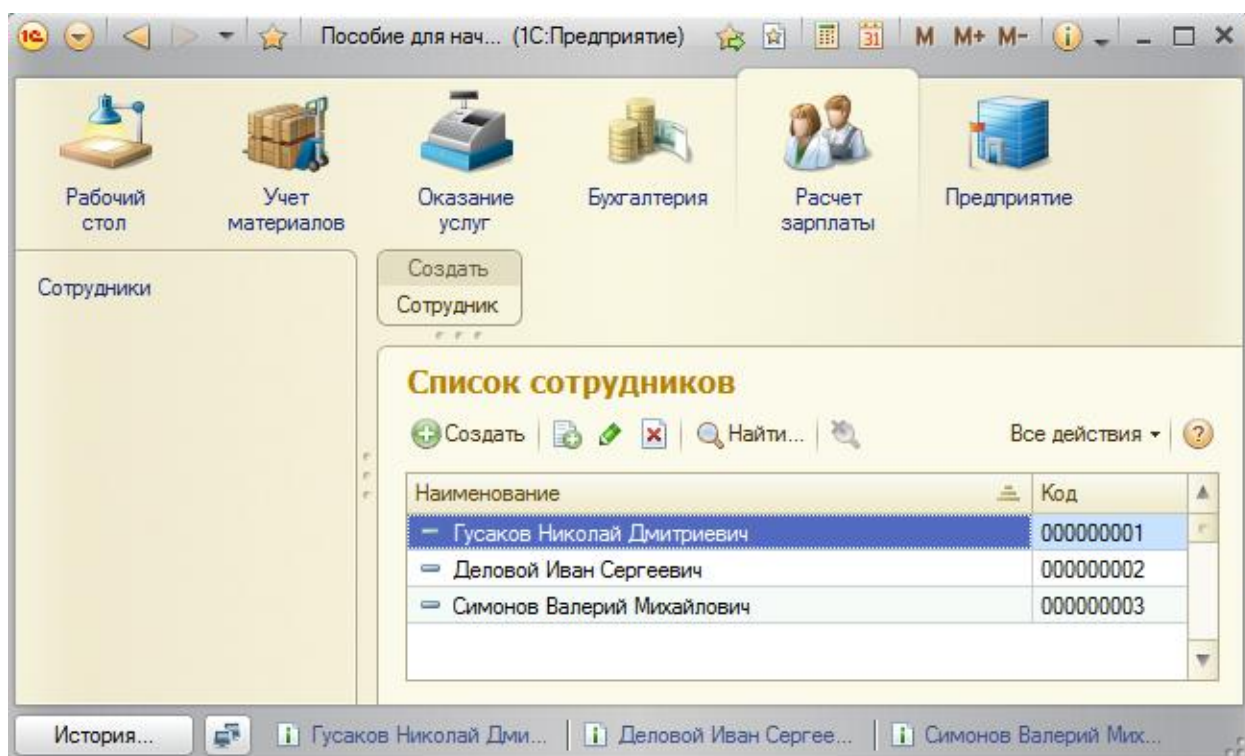 1С Пособие для нач... (1С:Предприятие) 31 M M+ M-
Рабочий стол
Учет материалов
Оказание услуг
Бухгалтерия
Расчет зарплаты
Предприятие
Сотрудники
Создать
Сотрудник
Список сотрудников
Создать Найти... Все действия ?
Наименование Код
Гусаков Николай Дмитриевич 000000001
Деловой Иван Сергеевич 000000002
Симонов Валерий Михайлович 000000003
История... Гусаков Николай Дми... Деловой Иван Сергее... Симонов Валерий Мих...